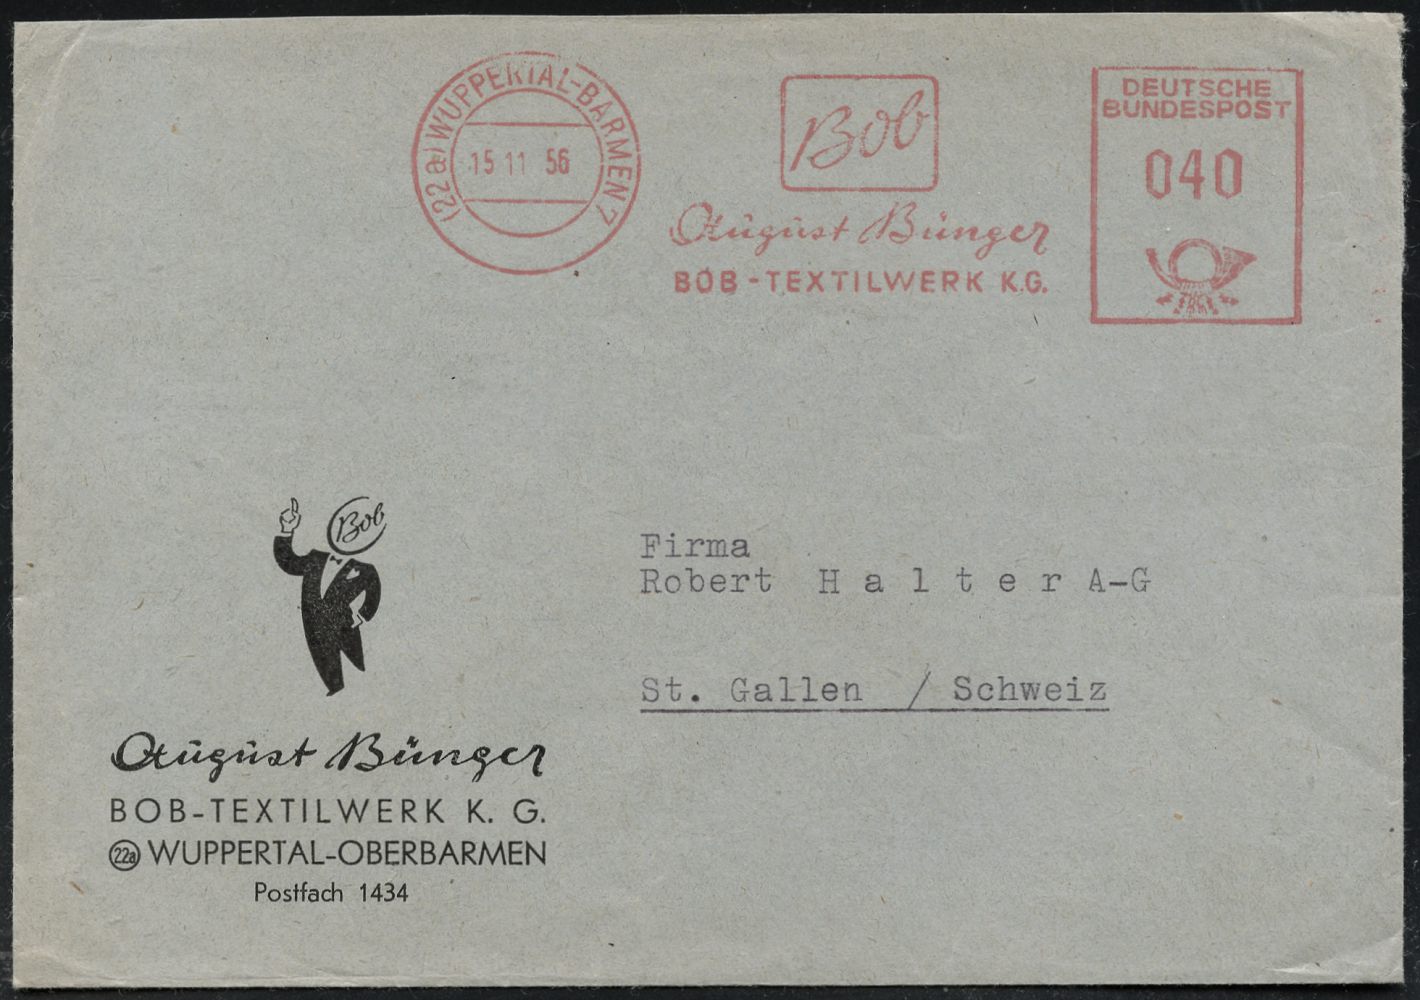 (22a) WUPPERTAL-BARMEN 7
15 11 56
Bob
August Bünger
BOB-TEXTILWERK K.G.
DEUTSCHE
BUNDESPOST
040
Bob
Firma
Robert H a l t e r A-G
St. Gallen / Schweiz
August Bünger
BOB-TEXTILWERK K. G.
22a WUPPERTAL-OBERBARMEN
Postfach 1434